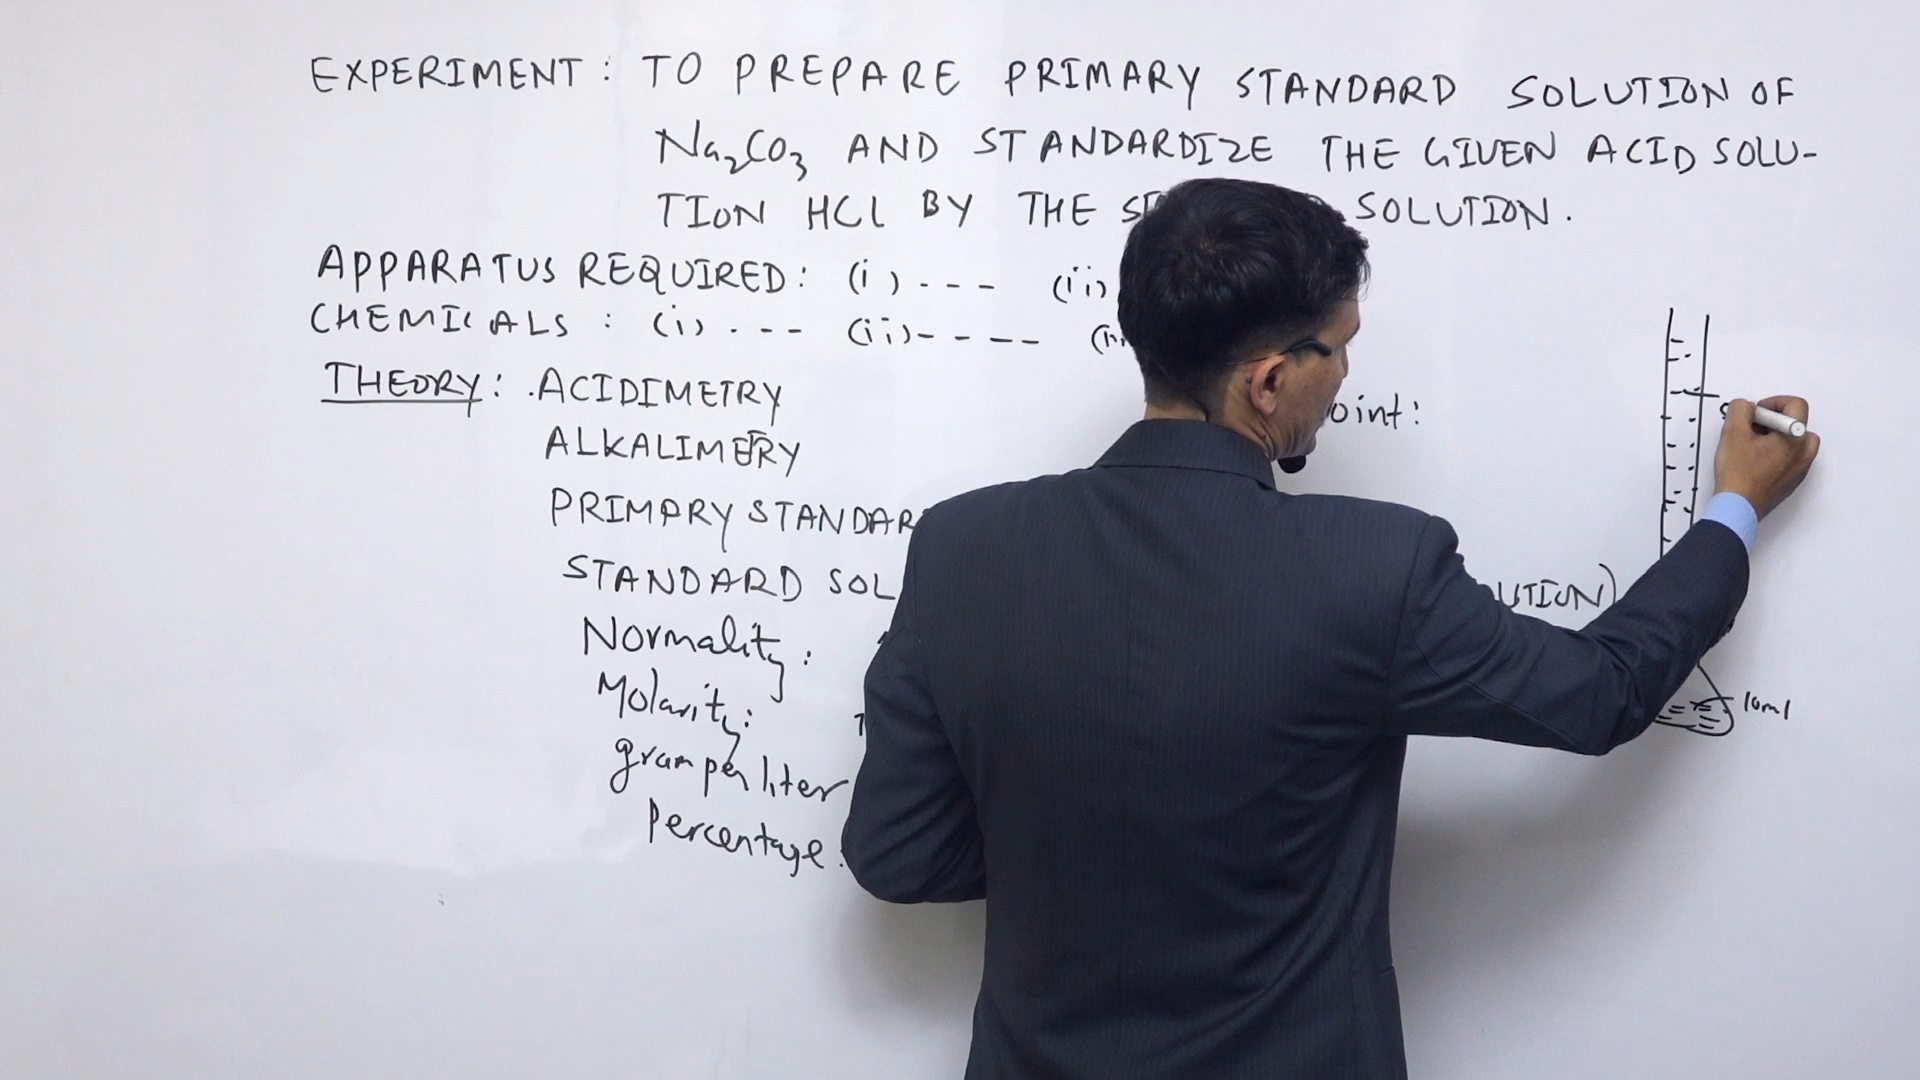 EXPERIMENT : TO PREPARE PRIMARY STANDARD SOLUTION OF
Na2CO3 AND STANDARDIZE THE GIVEN ACID SOLU-
TION HCl BY THE SOLUTION.
APPARATUS REQUIRED : (i) --- (ii)
CHEMICALS : (i) --- (ii) ----
THEORY : . ACIDIMETRY
oint :
ALKALIMETRY
PRIMARY STANDAR
STANDARD SOL UTION)
Normality :
Molarity :
10ml
gram per liter
Percentage :